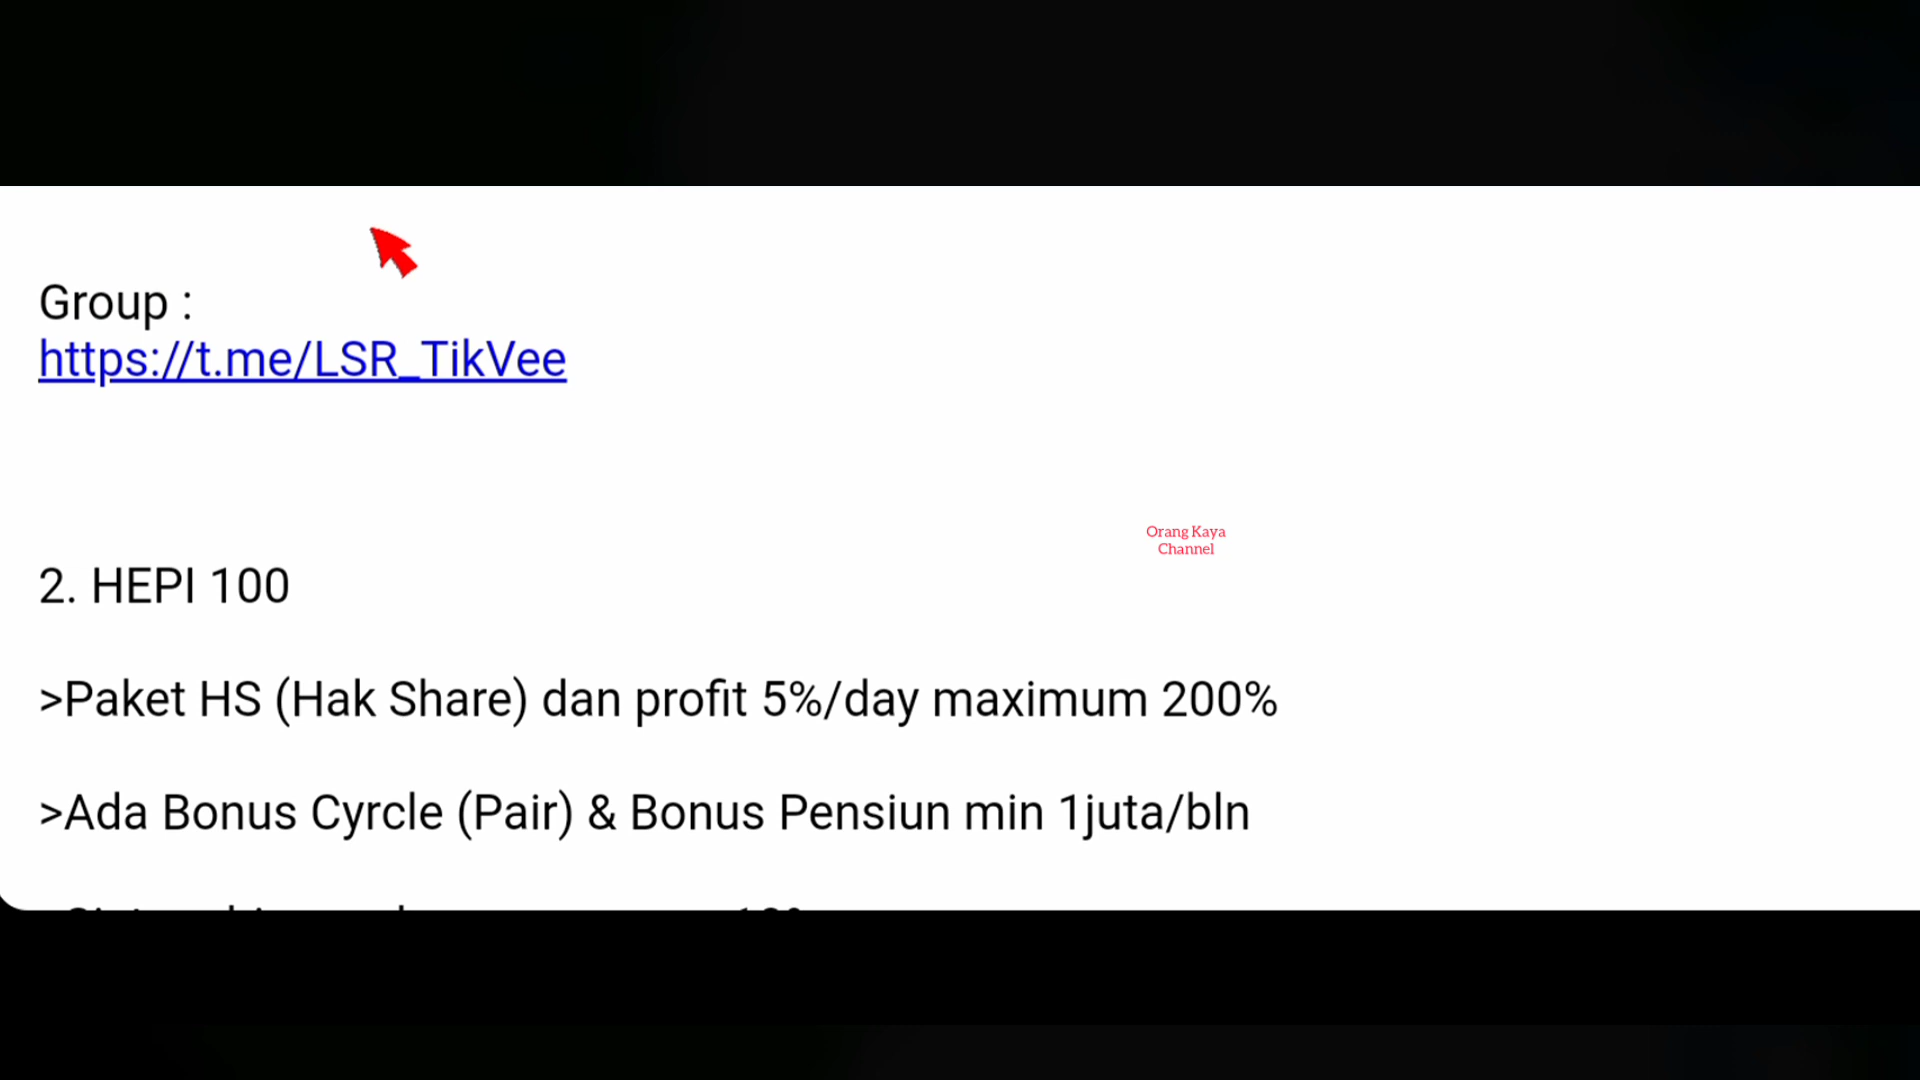 Group :
https://t.me/LSR_TikVee
Orang Kaya
Channel
2. HEPI 100
>Paket HS (Hak Share) dan profit 5%/day maximum 200%
>Ada Bonus Cyrcle (Pair) & Bonus Pensiun min 1juta/bln